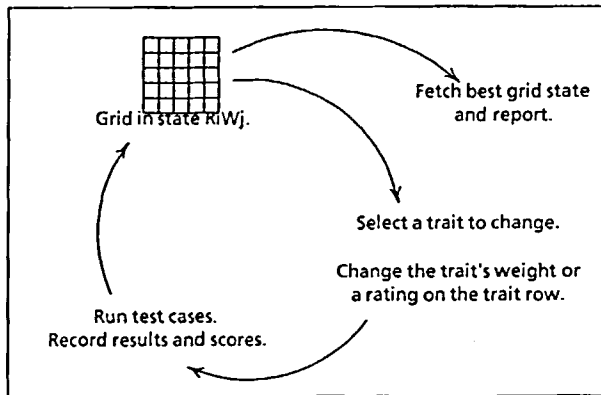 Grid in state RiWj.
Fetch best grid state
and report.
Select a trait to change.
Change the trait's weight or
a rating on the trait row.
Run test cases.
Record results and scores.